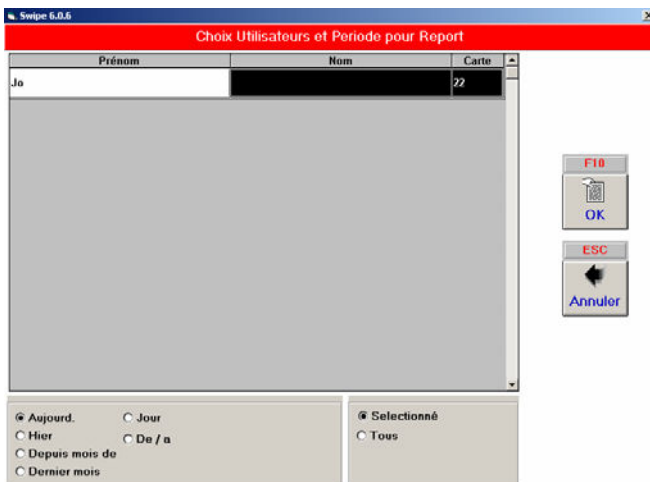 Swipe 6.0.6
Choix Utilisateurs et Periode pour Report
Prénom Nom Carte
Jo 22
F10
OK
ESC
Annuler
Aujourd. Jour
Hier De / a
Depuis mois de
Dernier mois
Selectionné
Tous